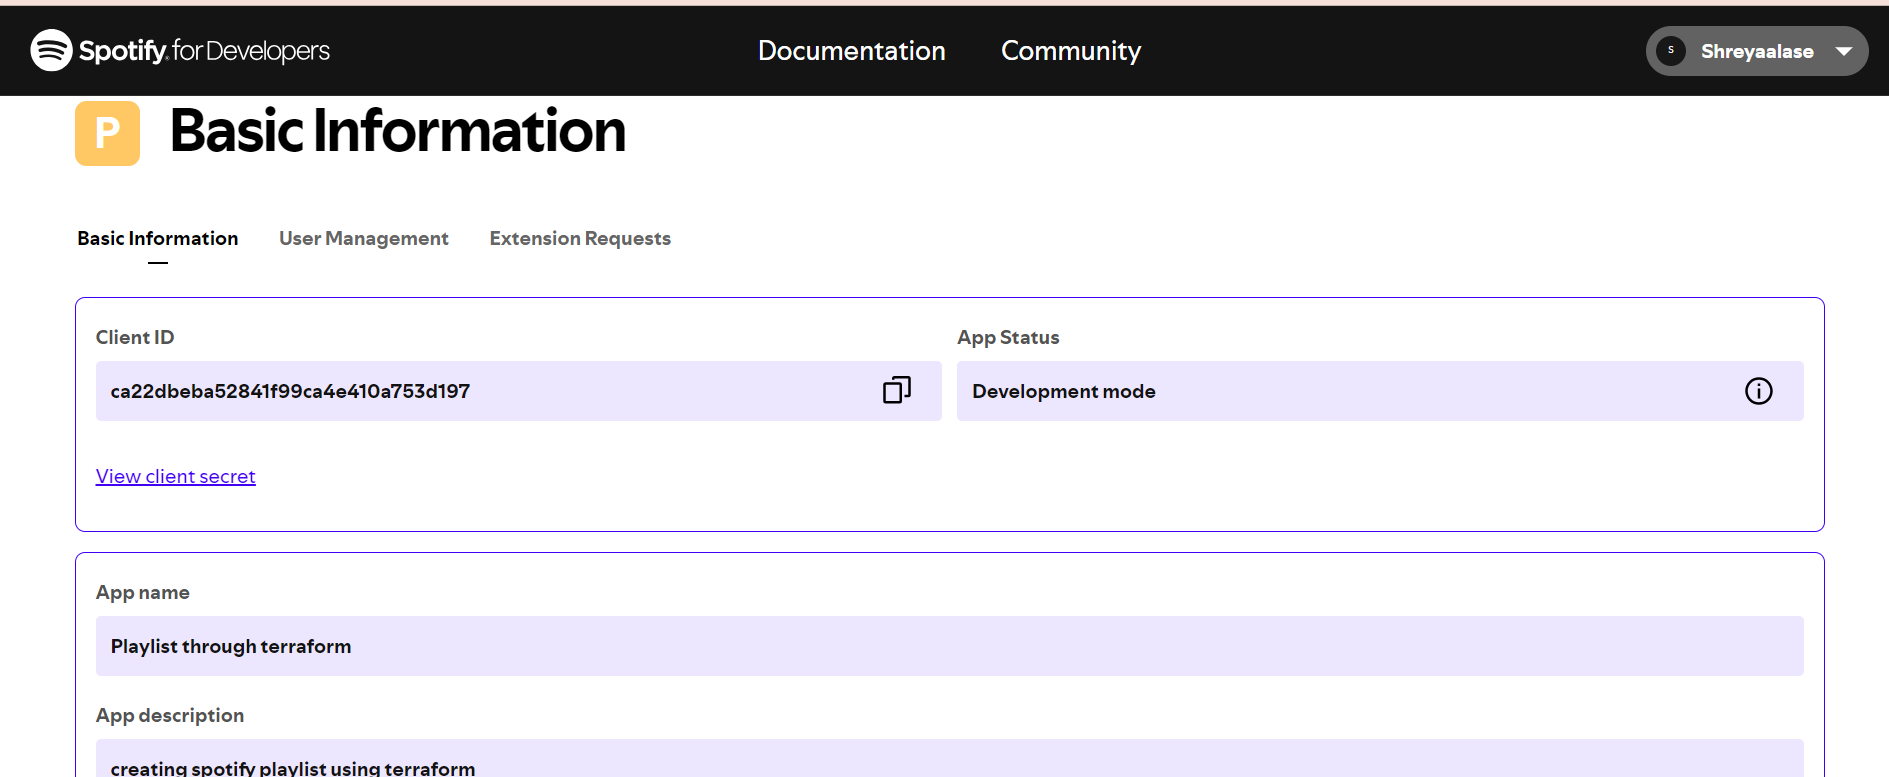 Spotify for Developers Documentation Community S Shreyaalase
P Basic Information
Basic Information User Management Extension Requests
Client ID App Status
ca22dbeba52841f99ca4e410a753d197 Development mode
View client secret
App name
Playlist through terraform
App description
creating spotify playlist using terraform